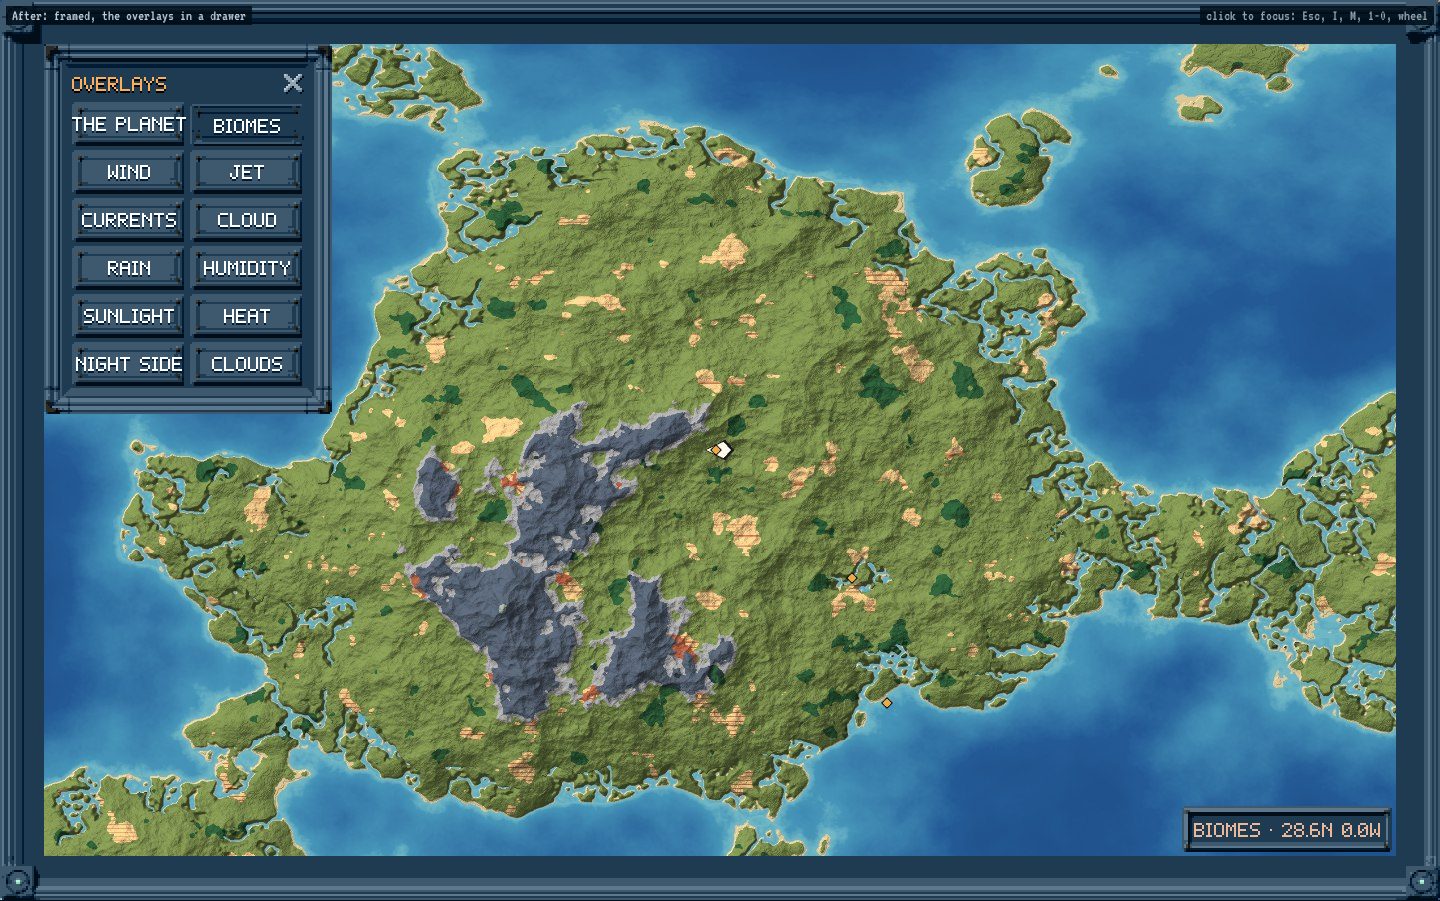 After: framed, the overlays in a drawer
click to focus: Esc, I, M, 1-0, wheel
OVERLAYS
THE PLANET
BIOMES
WIND
JET
CURRENTS
CLOUD
RAIN
HUMIDITY
SUNLIGHT
HEAT
NIGHT SIDE
CLOUDS
BIOMES · 28.6N 0.0W